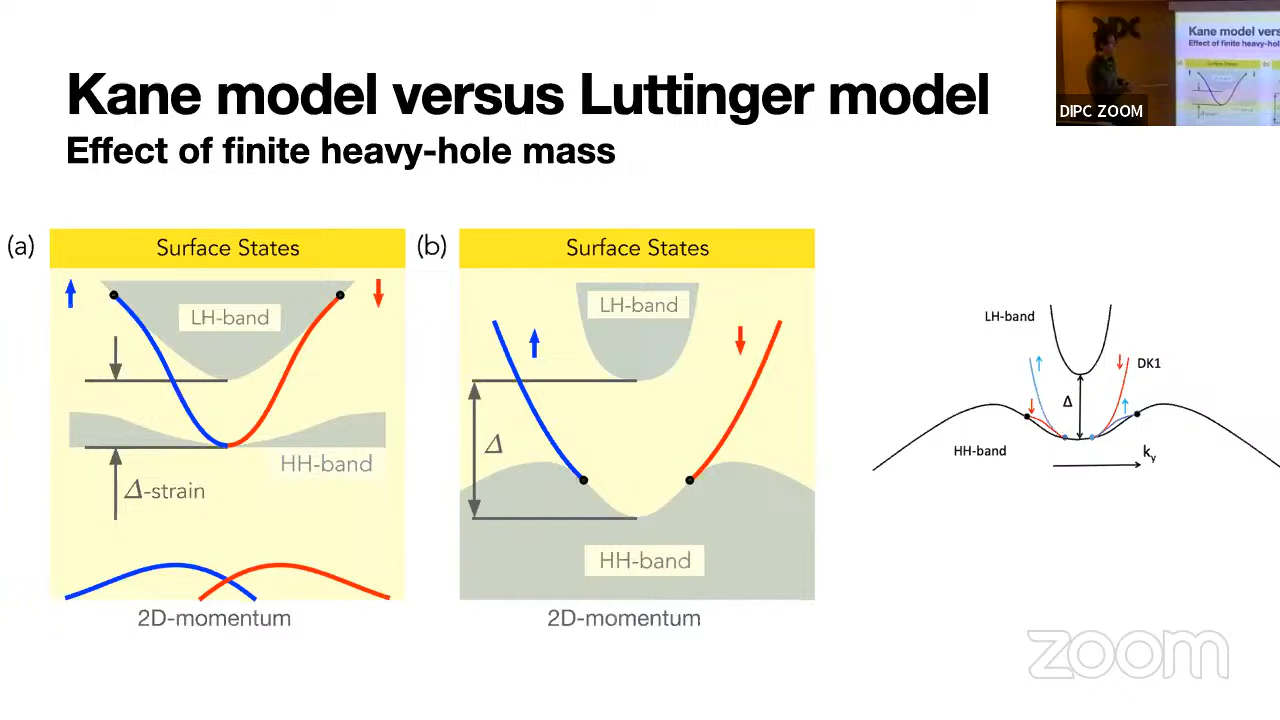 Kane model versus Luttinger model
Effect of finite heavy-hole mass
DIPC ZOOM
Kane model vers
Effect of finite heavy-hol
(a)
Surface States
LH-band
HH-band
Δ-strain
2D-momentum
(b)
Surface States
LH-band
Δ
HH-band
2D-momentum
LH-band
DK1
Δ
HH-band
ky
zoom